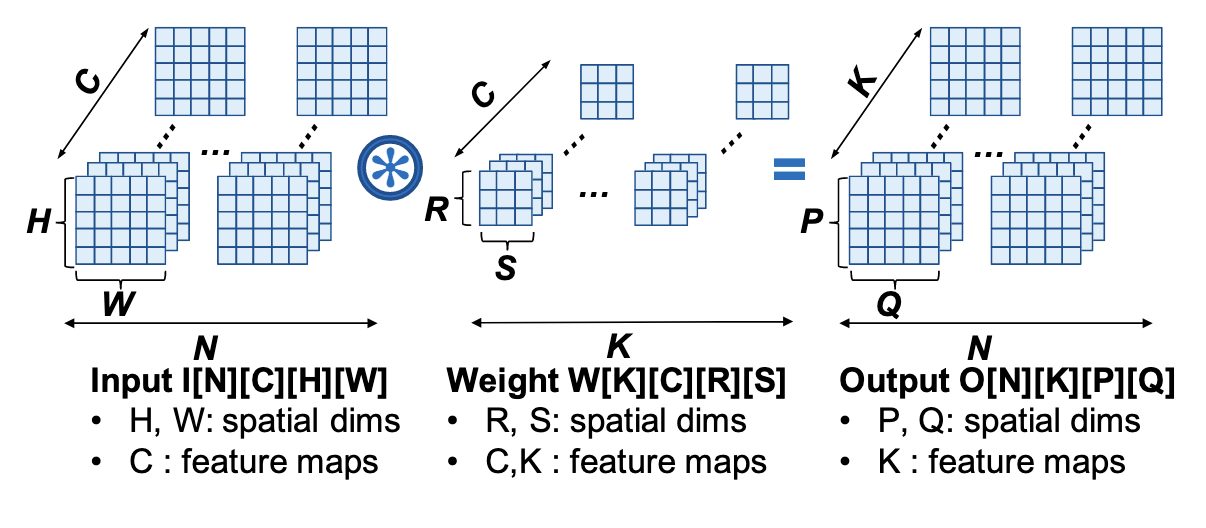 C
H
W
N
...
C
R
S
...
K
=
K
P
Q
...
N
Input I[N][C][H][W]
• H, W: spatial dims
• C : feature maps
Weight W[K][C][R][S]
• R, S: spatial dims
• C,K : feature maps
Output O[N][K][P][Q]
• P, Q: spatial dims
• K : feature maps